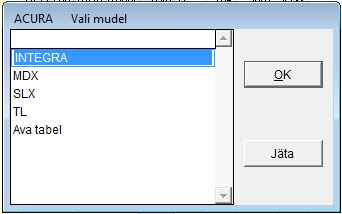 ACURA Vali mudel
INTEGRA
MDX
SLX
TL
Ava tabel
OK
Jäta